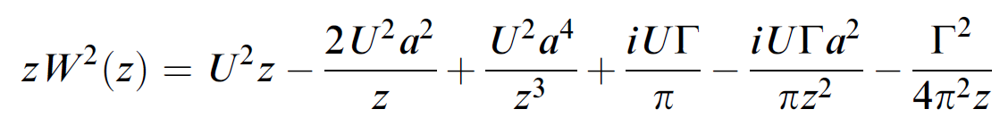 zW²(z) = U²z − 2U²a²/z + U²a⁴/z³ + iUΓ/π − iUΓa²/πz² − Γ²/4π²z